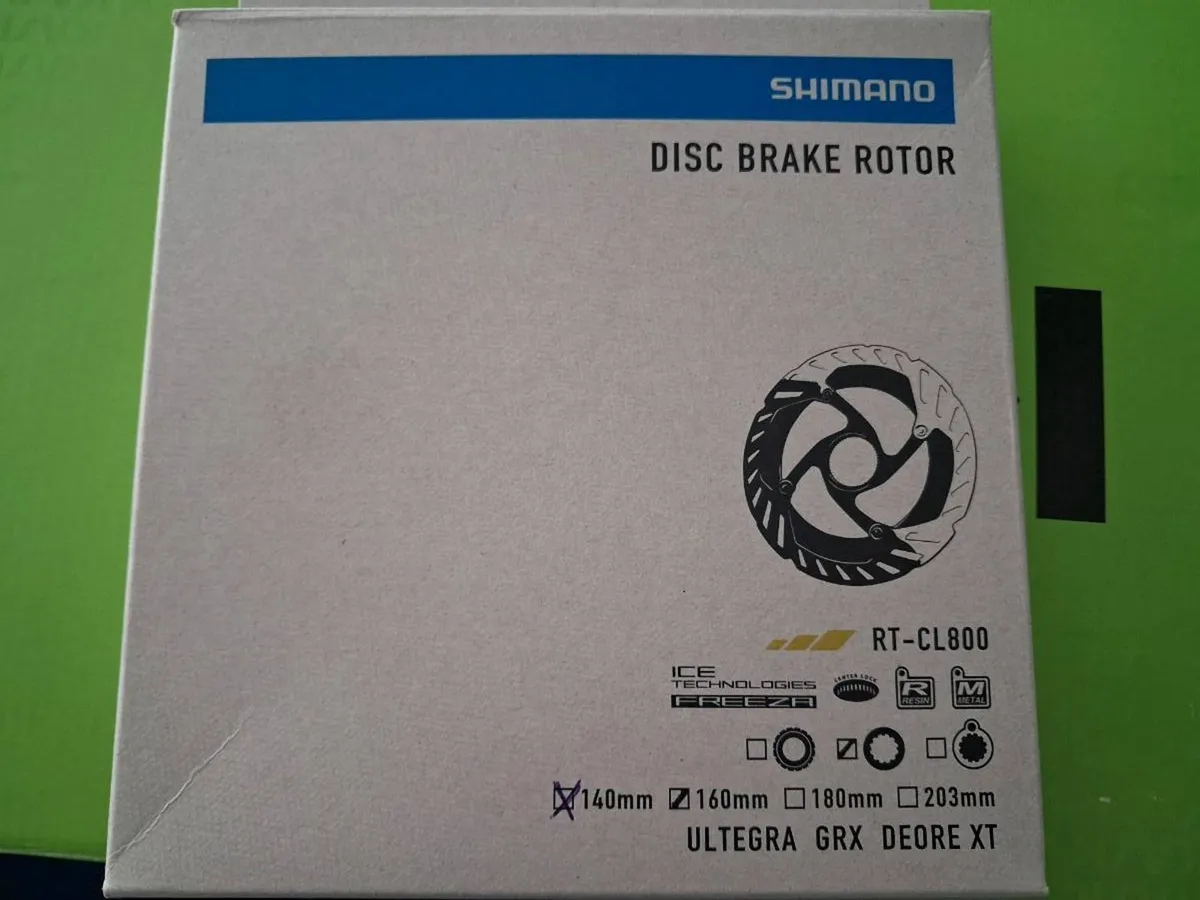 SHIMANO
DISC BRAKE ROTOR
RT-CL800
ICE
TECHNOLOGIES
FREEZA
CENTER LOCK
R
RESIN
M
METAL
140mm 160mm 180mm 203mm
ULTEGRA GRX DEORE XT